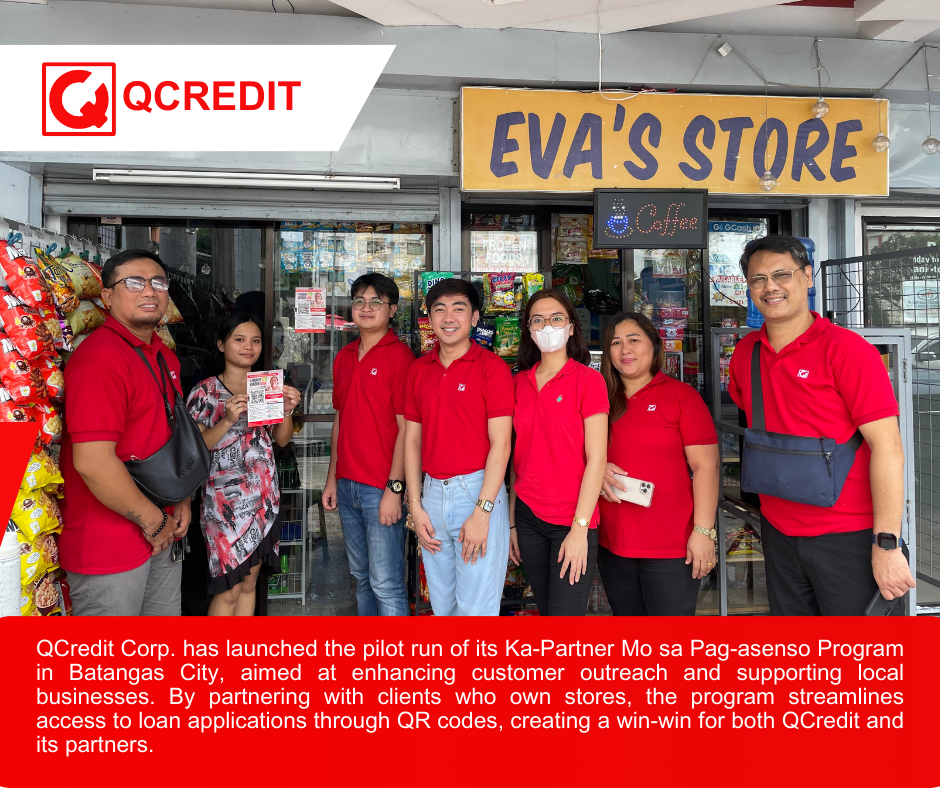 QCREDIT
EVA'S STORE
Coffee
GCash
FROZEN
FOODS
QCredit Corp. has launched the pilot run of its Ka-Partner Mo sa Pag-asenso Program
in Batangas City, aimed at enhancing customer outreach and supporting local
businesses. By partnering with clients who own stores, the program streamlines
access to loan applications through QR codes, creating a win-win for both QCredit and
its partners.